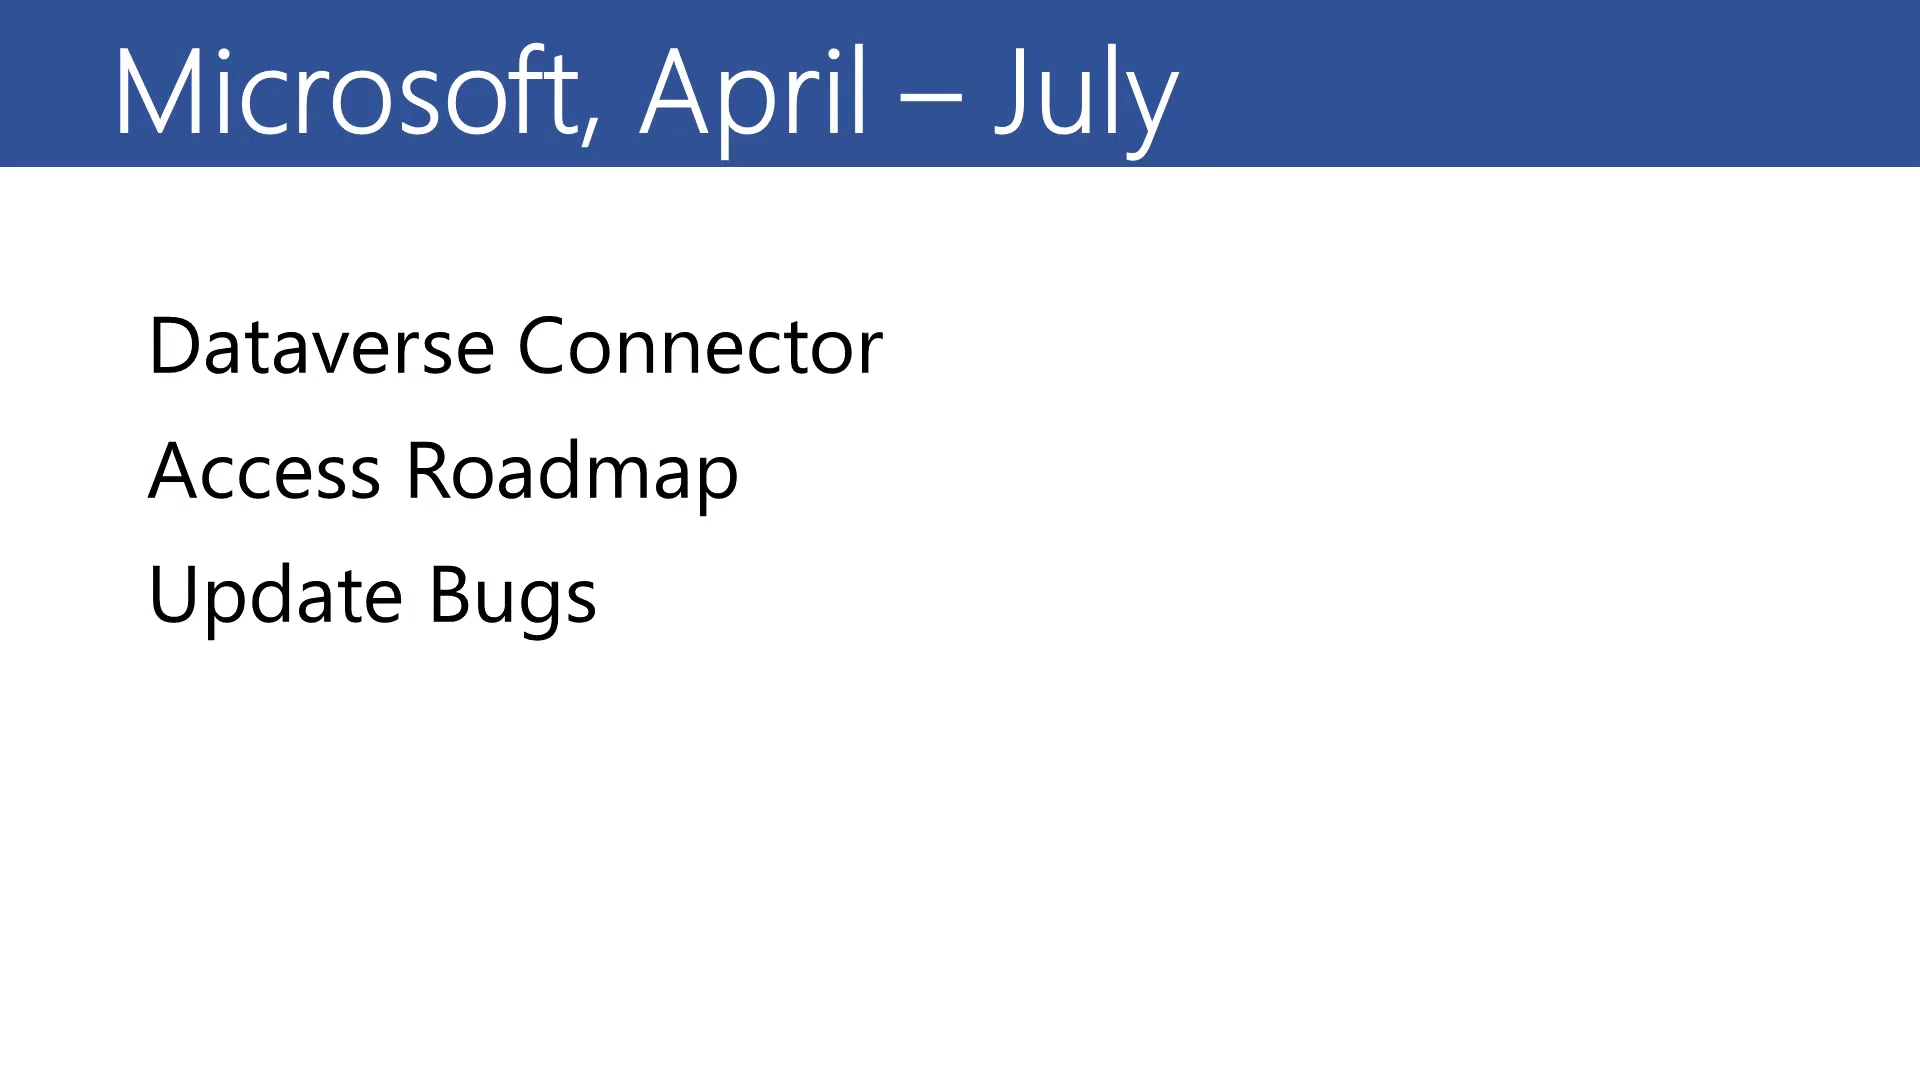 Microsoft, April – July
Dataverse Connector
Access Roadmap
Update Bugs